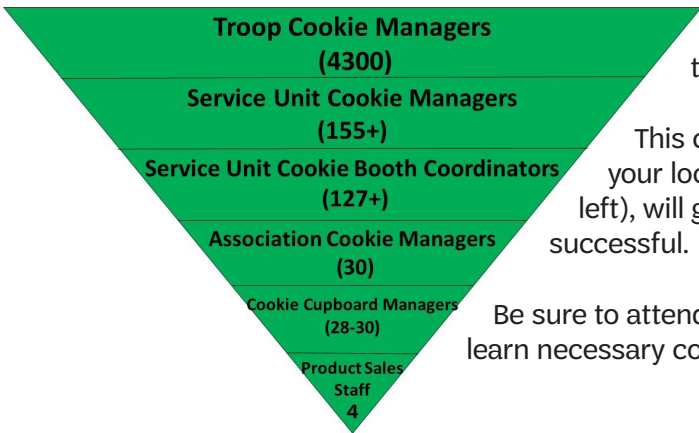 Troop Cookie Managers
(4300)
Service Unit Cookie Managers
(155+)
Service Unit Cookie Booth Coordinators
(127+)
Association Cookie Managers
(30)
Cookie Cupboard Managers
(28-30)
Product Sales
Staff
4
This
your
left), will
successful.
Be sure to attend
learn necessary